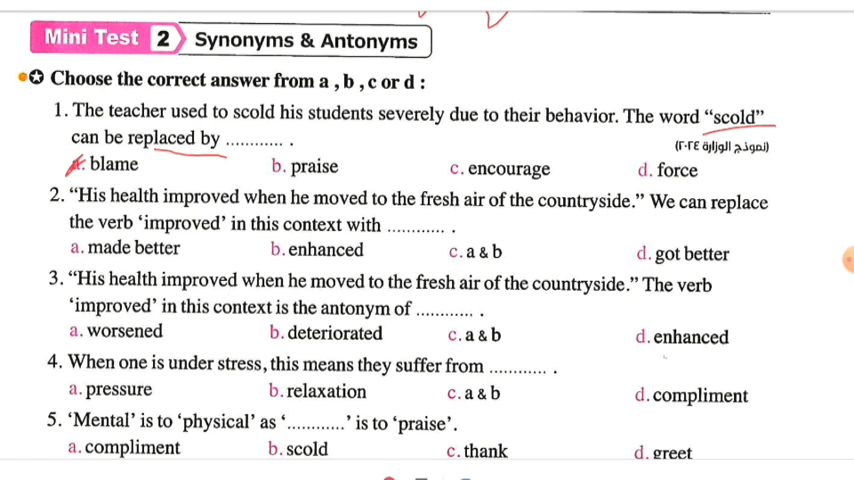 Mini Test 2 Synonyms & Antonyms
Choose the correct answer from a , b , c or d :
1. The teacher used to scold his students severely due to their behavior. The word “scold”
can be replaced by ............ .
(نموذج الوزارة ٢٠٢٤)
a. blame b. praise c. encourage d. force
2. “His health improved when he moved to the fresh air of the countryside.” We can replace
the verb ‘improved’ in this context with ............ .
a. made better b. enhanced c. a & b d. got better
3. “His health improved when he moved to the fresh air of the countryside.” The verb
‘improved’ in this context is the antonym of ............ .
a. worsened b. deteriorated c. a & b d. enhanced
4. When one is under stress, this means they suffer from ............ .
a. pressure b. relaxation c. a & b d. compliment
5. ‘Mental’ is to ‘physical’ as ‘............’ is to ‘praise’.
a. compliment b. scold c. thank d. greet